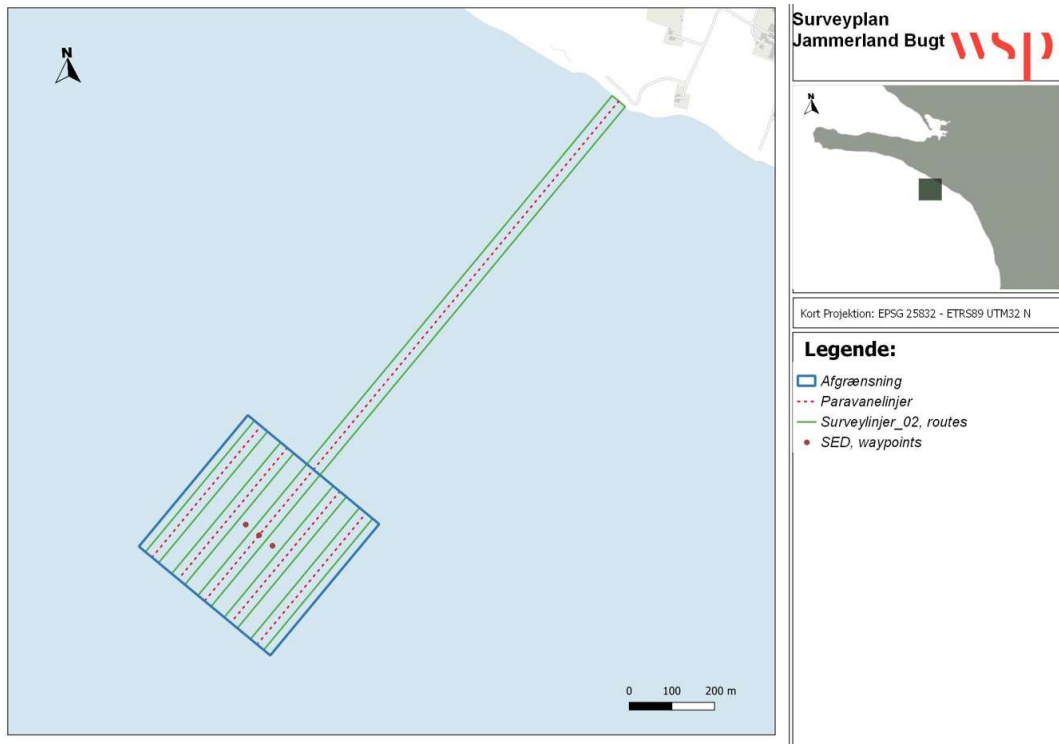 Surveyplan
Jammerland Bugt
wsp
N
N
Kort Projektion: EPSG 25832 - ETRS89 UTM32 N
Legende:
Afgrænsning
Paravanelinjer
Surveylinjer_02, routes
SED, waypoints
0 100 200 m